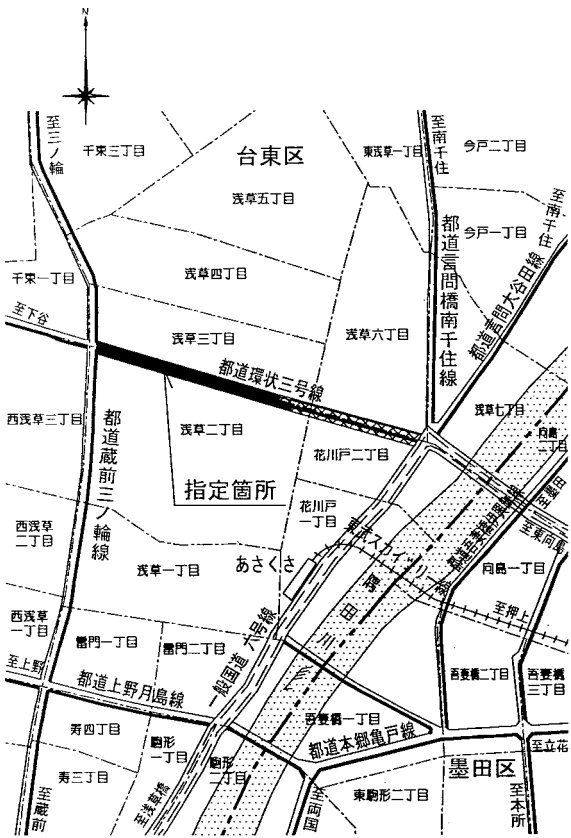 N
至三ノ輪
千束三丁目
台東区
東浅草一丁目
至南千住
今戸二丁目
至南千住
浅草五丁目
今戸一丁目
都道言問橋南千住線
都道言問大谷田線
千束一丁目
浅草四丁目
至下谷
浅草三丁目
浅草六丁目
都道環状三号線
西浅草三丁目
都道蔵前三ノ輪線
浅草二丁目
浅草七丁目
向島
一丁目
花川戸二丁目
指定箇所
花川戸
一丁目
西浅草
二丁目
浅草一丁目
あさくさ
東武スカイツリー線
至東向島
向島一丁目
隅田川
至押上
西浅草
一丁目
雷門一丁目
雷門二丁目
一般国道六号線
至上野
都道上野月島線
吾妻橋二丁目
吾妻橋
三丁目
寿四丁目
駒形
一丁目
駒形
二丁目
吾妻橋一丁目
都道本郷亀戸線
至立花
墨田区
寿三丁目
至蔵前
至浅草橋
至両国
東駒形二丁目
至本所